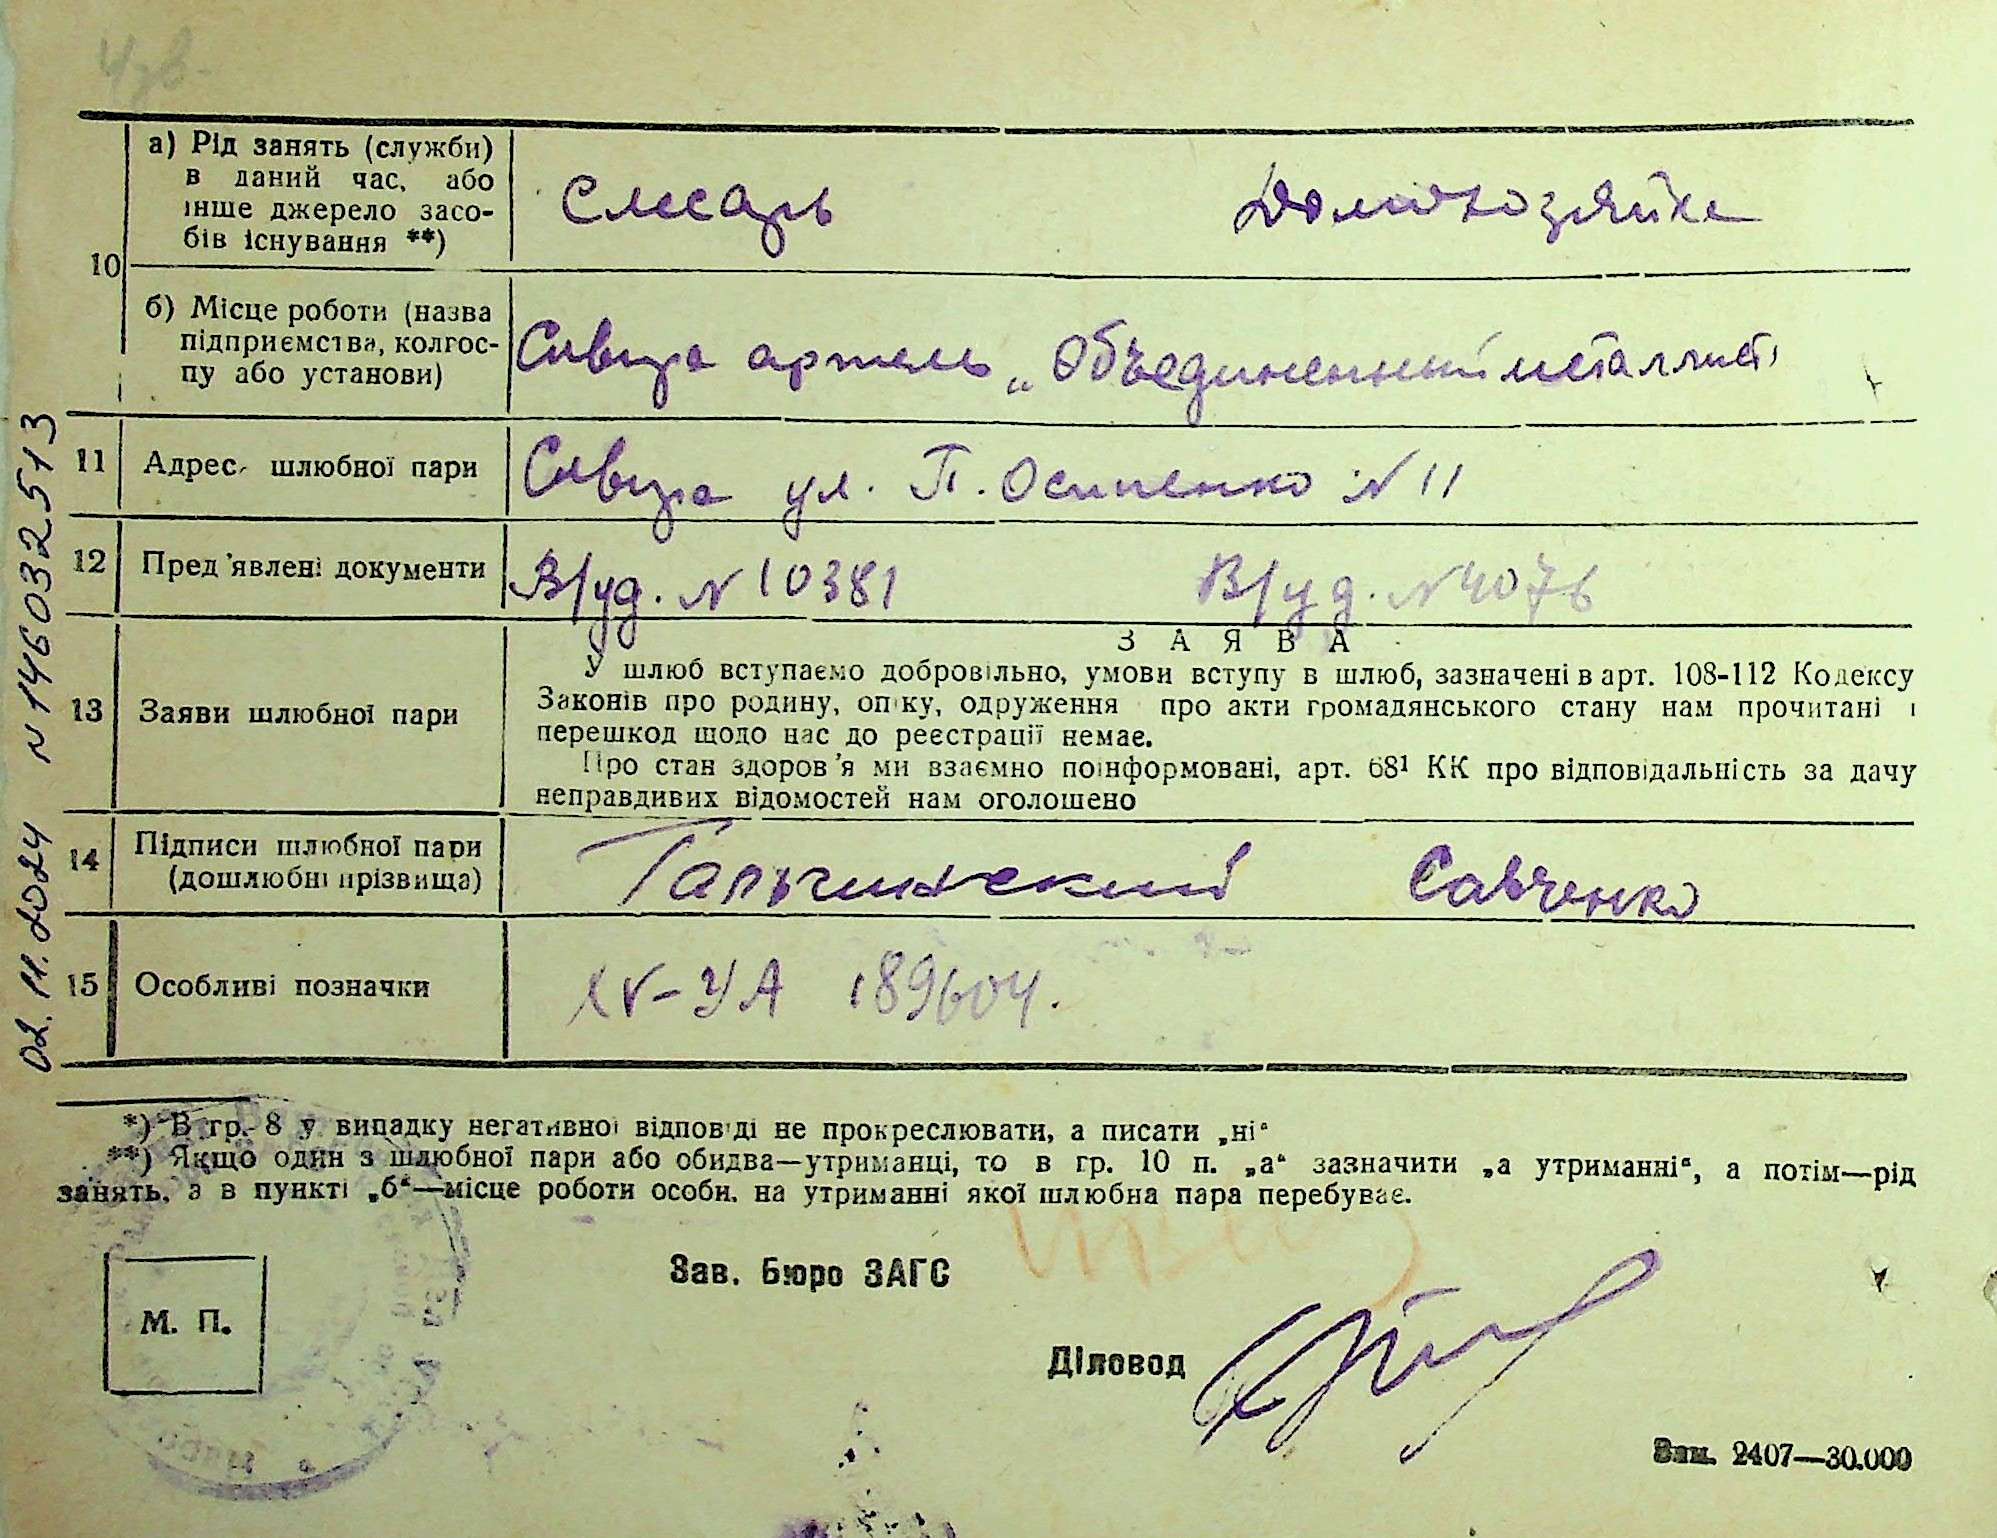 а) Рід занять (служби)
в даний час, або
інше джерело засо-
бів існування **)
Слесарь
Домохозяйка
10
б) Місце роботи (назва
підприємства, колгос-
пу або установи)
Сквира артель „Объединенный металлист"
11 Адрес шлюбної пари
Сквира ул. П. Осипенко N 11
12 Пред'явлені документи
В/уд. N 10381
В/уд. N 4076
13 Заяви шлюбної пари
ЗАЯВА
У шлюб вступаємо добровільно, умови вступу в шлюб, зазначені в арт. 108-112 Кодексу
Законів про родину, опіку, одруження про акти громадянського стану нам прочитані і
перешкод щодо нас до реєстрації немає.
Про стан здоров'я ми взаємно поінформовані, арт. 68¹ КК про відповідальність за дачу
неправдивих відомостей нам оголошено
14 Підписи шлюбної пари
(дошлюбні прізвища)
Гальчинский
Савченко
15 Особливі позначки
XV-УА 189604.
02.11.2024 N 1460325513
*) В гр. 8 у випадку негативної відповіді не прокреслювати, а писати „ні"
**) Якщо один з шлюбної пари або обидва—утриманці, то в гр. 10 п. „а" зазначити „а утриманні", а потім—рід
занять, а в пункті „б"—місце роботи особи, на утриманні якої шлюбна пара перебуває.
Зав. Бюро ЗАГС
М. П.
Діловод
Зам. 2407—30.000